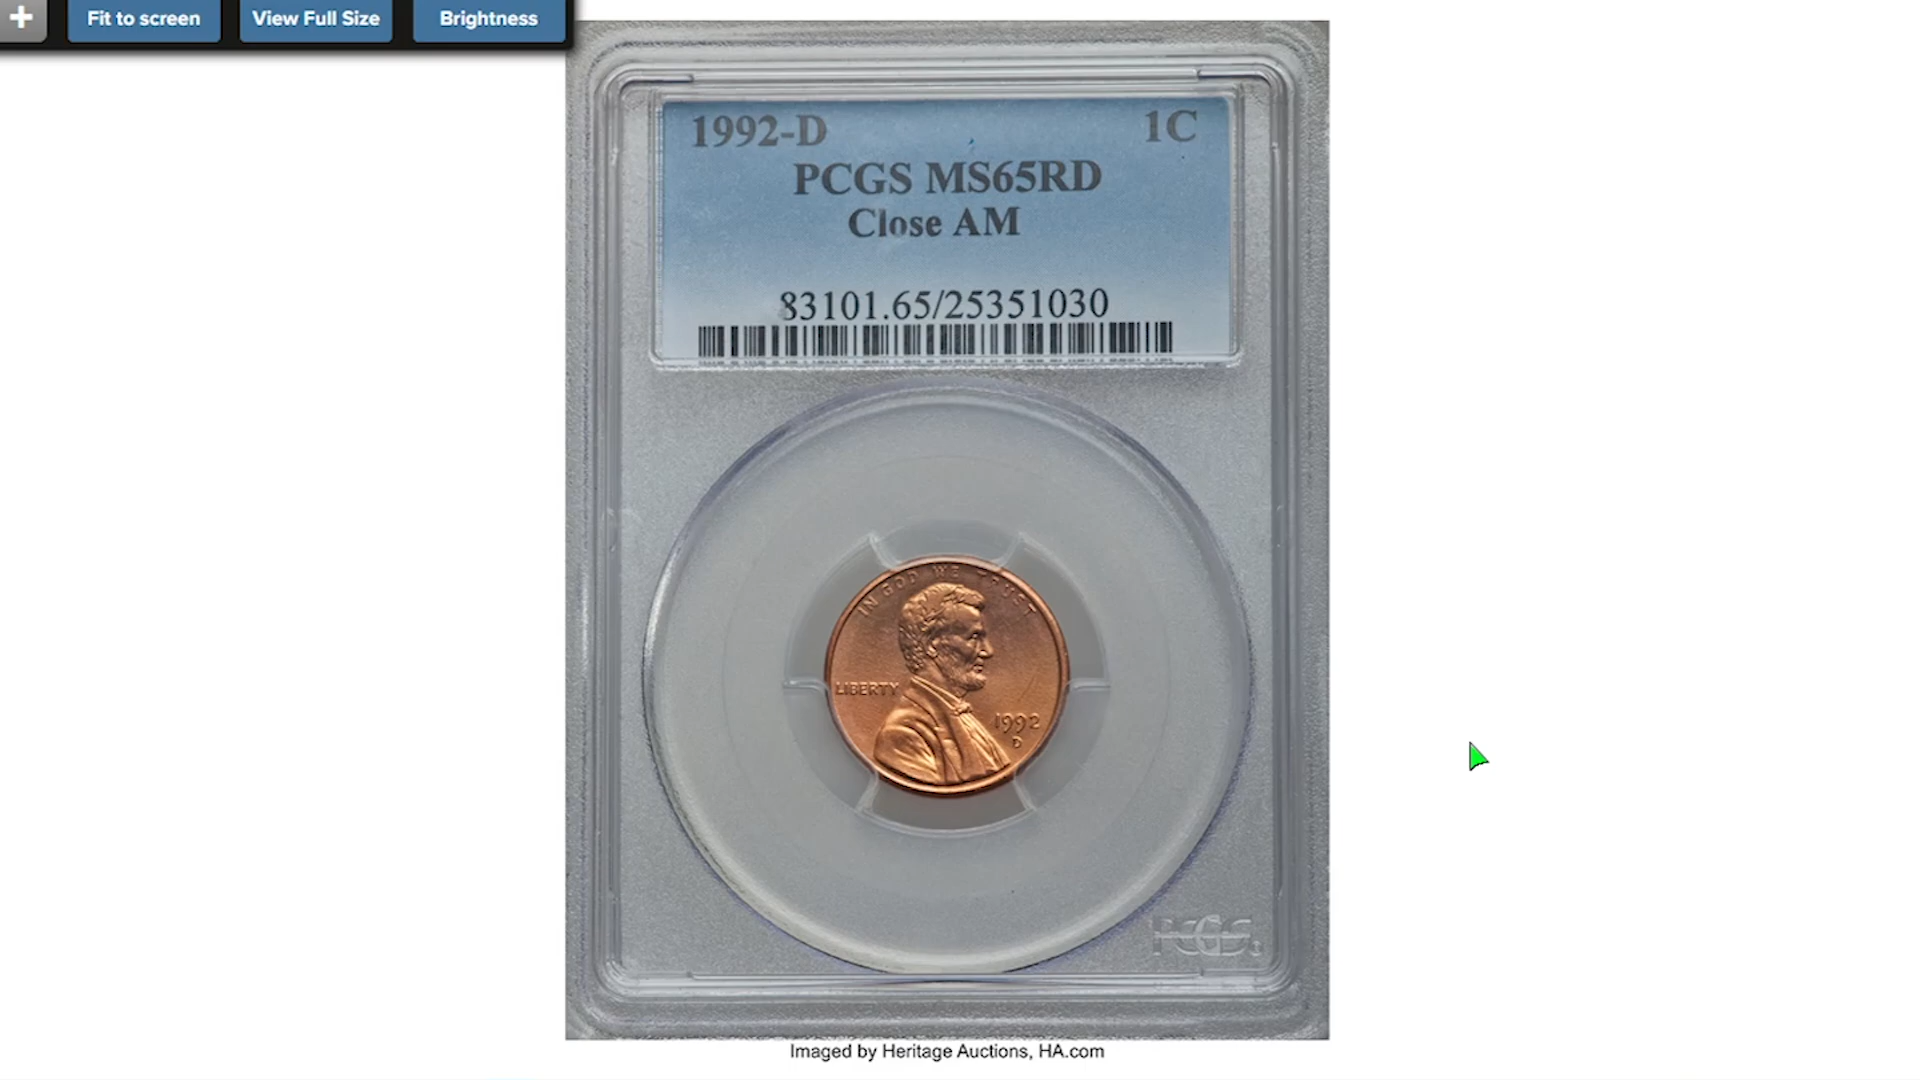 + Fit to screen View Full Size Brightness
1992-D 1C
PCGS MS65RD
Close AM
83101.65/25351030
IN GOD WE TRUST
LIBERTY
1992
D
PCGS
Imaged by Heritage Auctions, HA.com